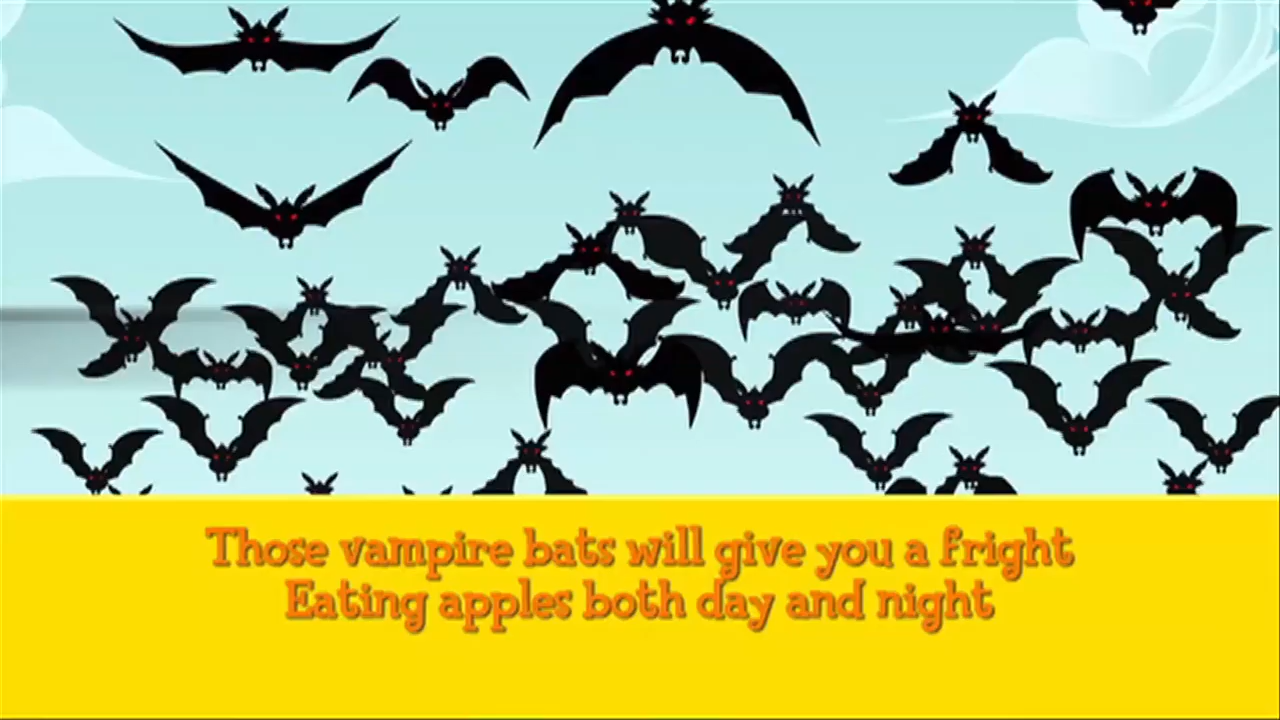 Those vampire bats will give you a fright
Eating apples both day and night